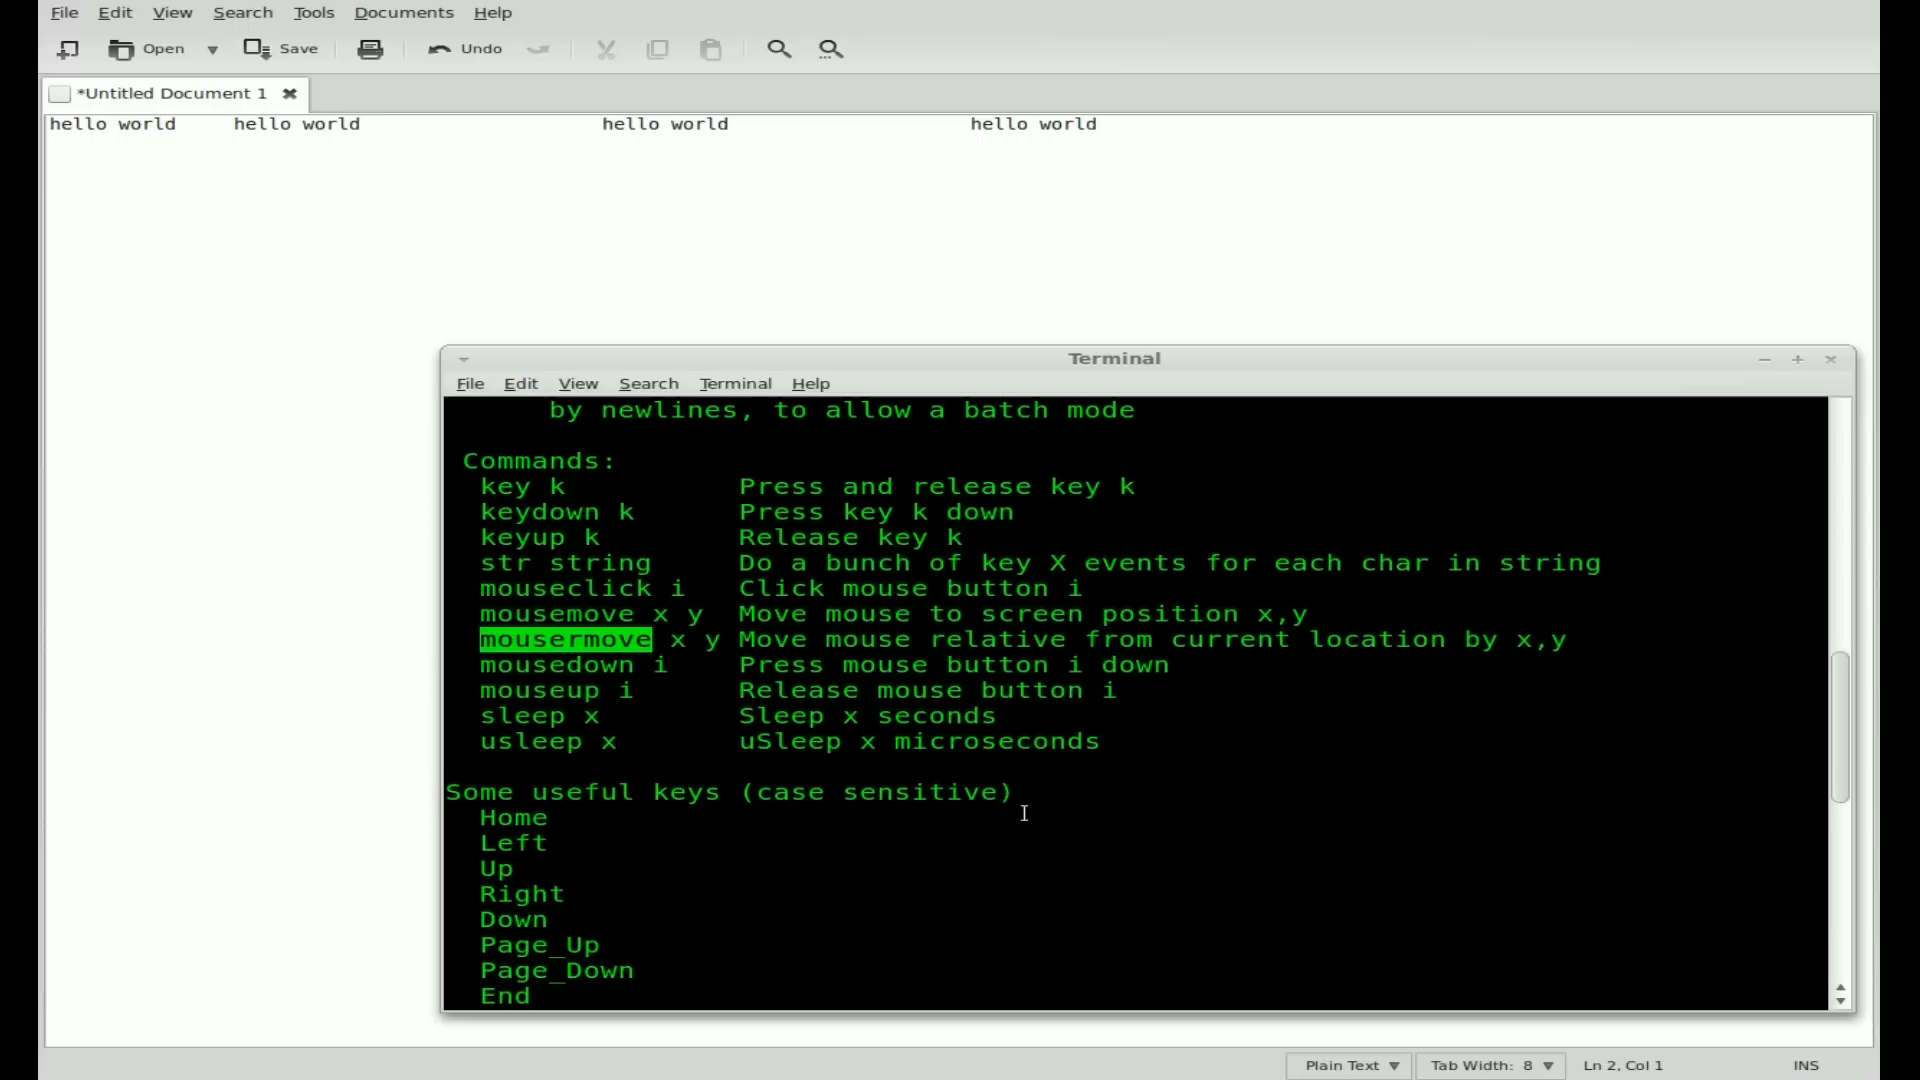 File Edit View Search Tools Documents Help
Open Save Undo
*Untitled Document 1
hello world hello world hello world hello world
Terminal
File Edit View Search Terminal Help
by newlines, to allow a batch mode
Commands:
key k Press and release key k
keydown k Press key k down
keyup k Release key k
str string Do a bunch of key X events for each char in string
mouseclick i Click mouse button i
mousemove x y Move mouse to screen position x,y
mousermove x y Move mouse relative from current location by x,y
mousedown i Press mouse button i down
mouseup i Release mouse button i
sleep x Sleep x seconds
usleep x uSleep x microseconds
Some useful keys (case sensitive)
Home
Left
Up
Right
Down
Page_Up
Page_Down
End
Plain Text Tab Width: 8 Ln 2, Col 1 INS